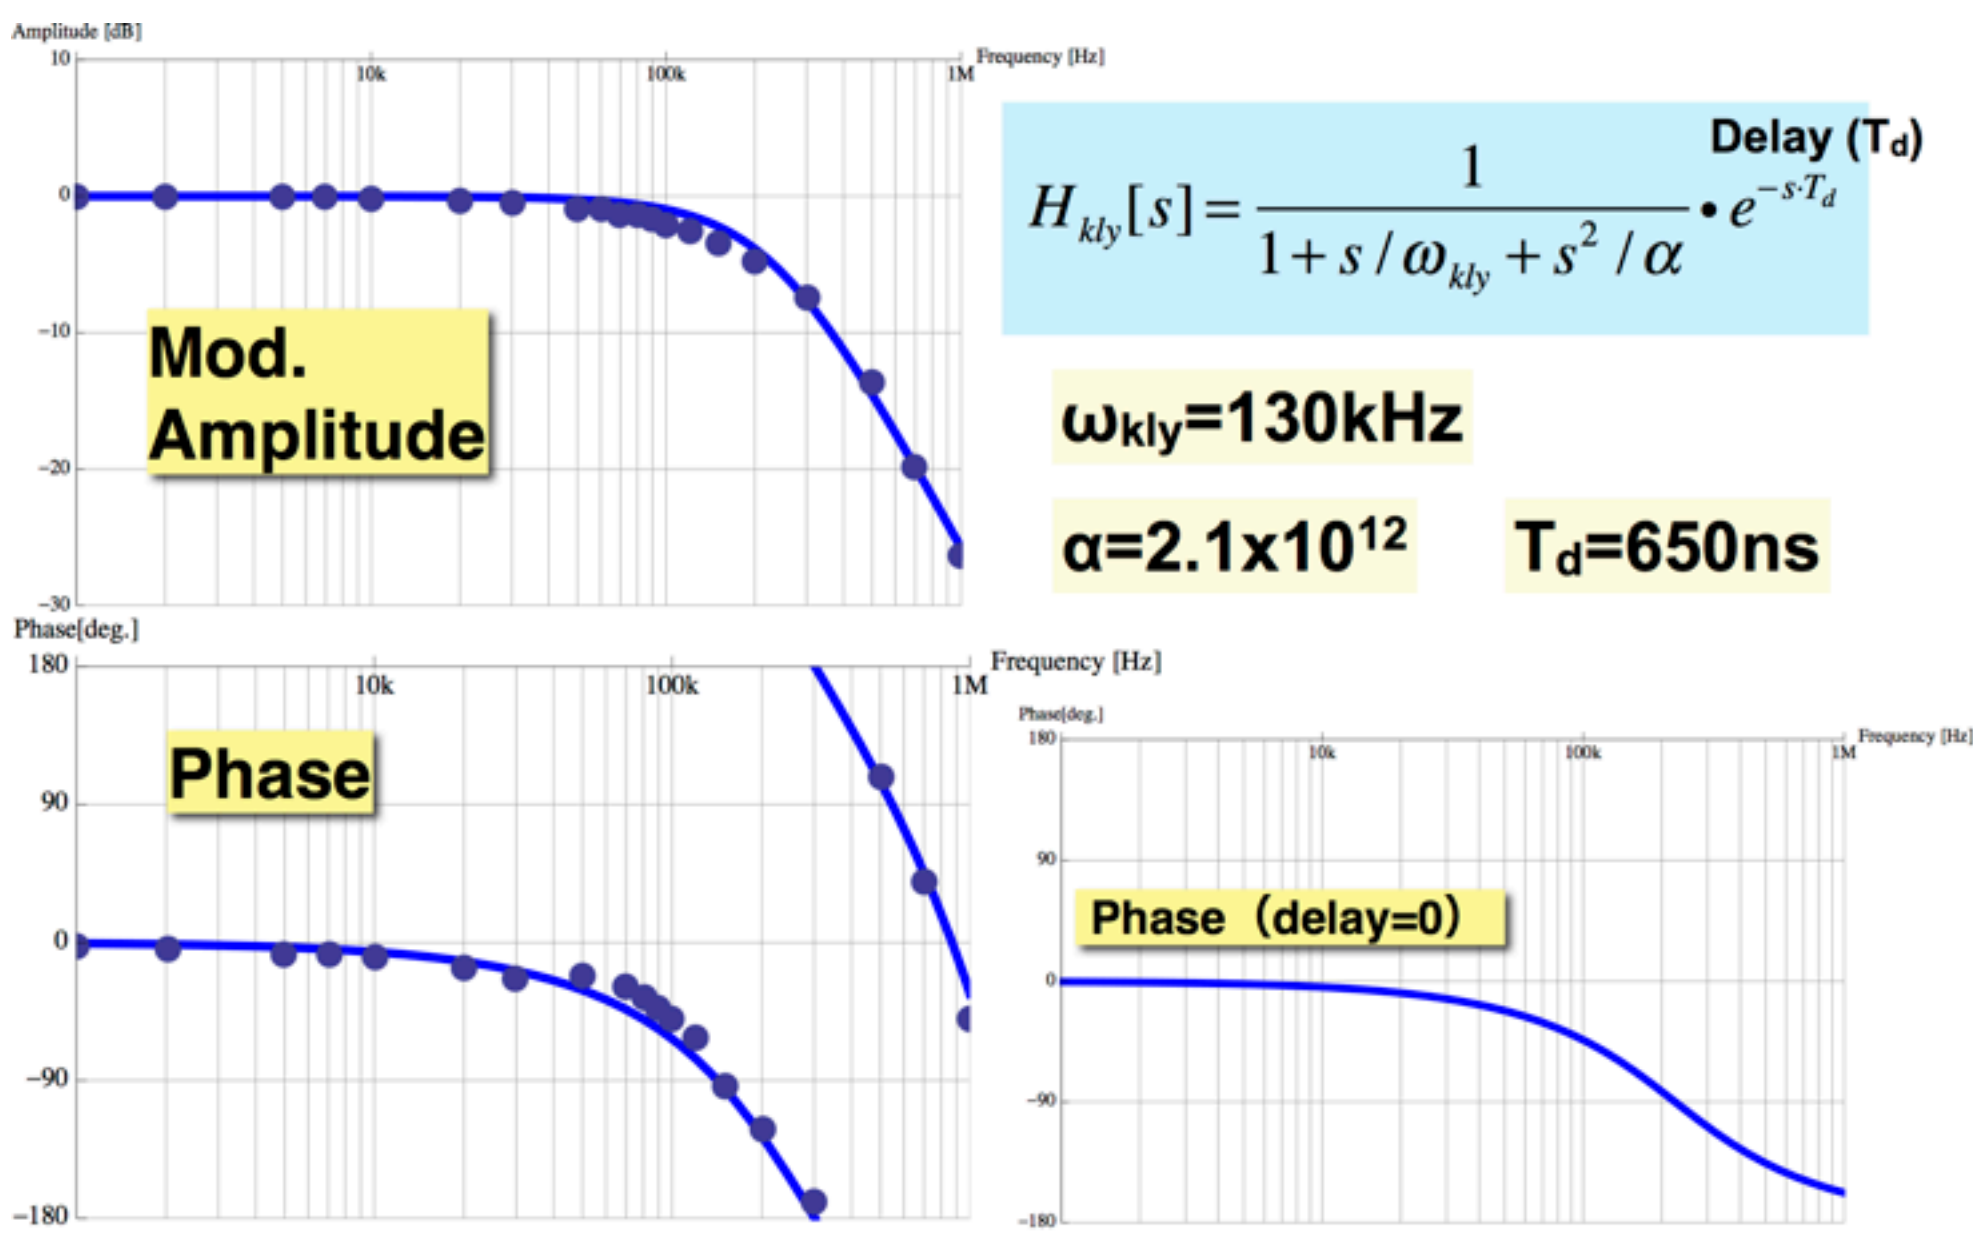 Amplitude [dB]
10
10k
100k
1M
Frequency [Hz]
0
−10
−20
−30
Mod.
Amplitude
Delay (Td)
Hkly[s] = 1 / (1 + s / ωkly + s² / α) • e^(−s·Td)
ωkly=130kHz
α=2.1x10¹²
Td=650ns
Phase[deg.]
180
10k
100k
1M
Frequency [Hz]
90
0
−90
−180
Phase
Phase[deg.]
180
10k
100k
1M
Frequency [Hz]
90
0
−90
−180
Phase（delay=0）